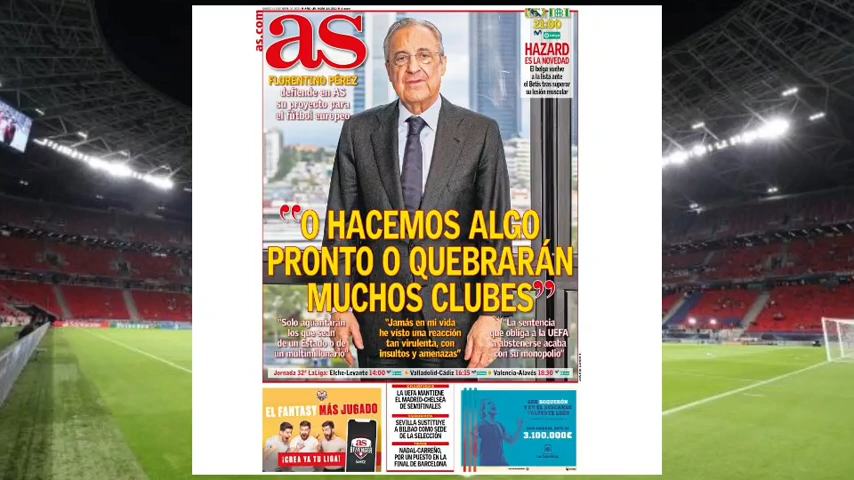 as.com
as
FLORENTINO PÉREZ
defiende en AS
su proyecto para
el fútbol europeo
21:00
HAZARD
ES LA NOVEDAD
El belga vuelve
a la lista ante
el Betis tras superar
su lesión muscular
“O HACEMOS ALGO
PRONTO O QUEBRARÁN
MUCHOS CLUBES”
"Solo aguantarán
los que sean
de un Estado o de
un multimillonario"
"Jamás en mi vida
he visto una reacción
tan virulenta, con
insultos y amenazas"
"La sentencia
que obliga a la UEFA
a abstenerse acaba
con su monopolio"
Jornada 32ª LaLiga: Elche-Levante 14:00 Valladolid-Cádiz 16:15 Valencia-Alavés 18:30
EL FANTASY MÁS JUGADO
as
¡CREA YA TU LIGA!
LA UEFA MANTIENE
EL MADRID-CHELSEA
DE SEMIFINALES
SEVILLA SUSTITUYE
A BILBAO COMO SEDE
DE LA SELECCIÓN
NADAL-CARREÑO,
POR UN PUESTO EN LA
FINAL DE BARCELONA
3.100.000€